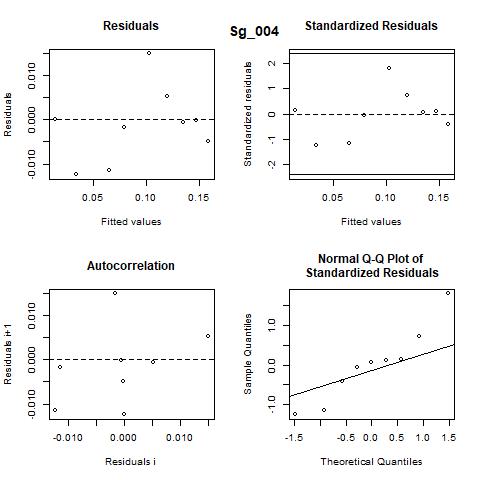 Sg_004
Residuals
Residuals
-0.010 0.000 0.010
0.05 0.10 0.15
Fitted values
Standardized Residuals
Standardized residuals
-2 -1 0 1 2
0.05 0.10 0.15
Fitted values
Autocorrelation
Residuals i+1
-0.010 0.000 0.010
-0.010 0.000 0.010
Residuals i
Normal Q-Q Plot of
Standardized Residuals
Sample Quantiles
-1.0 0.0 1.0
-1.5 -0.5 0.0 0.5 1.0 1.5
Theoretical Quantiles